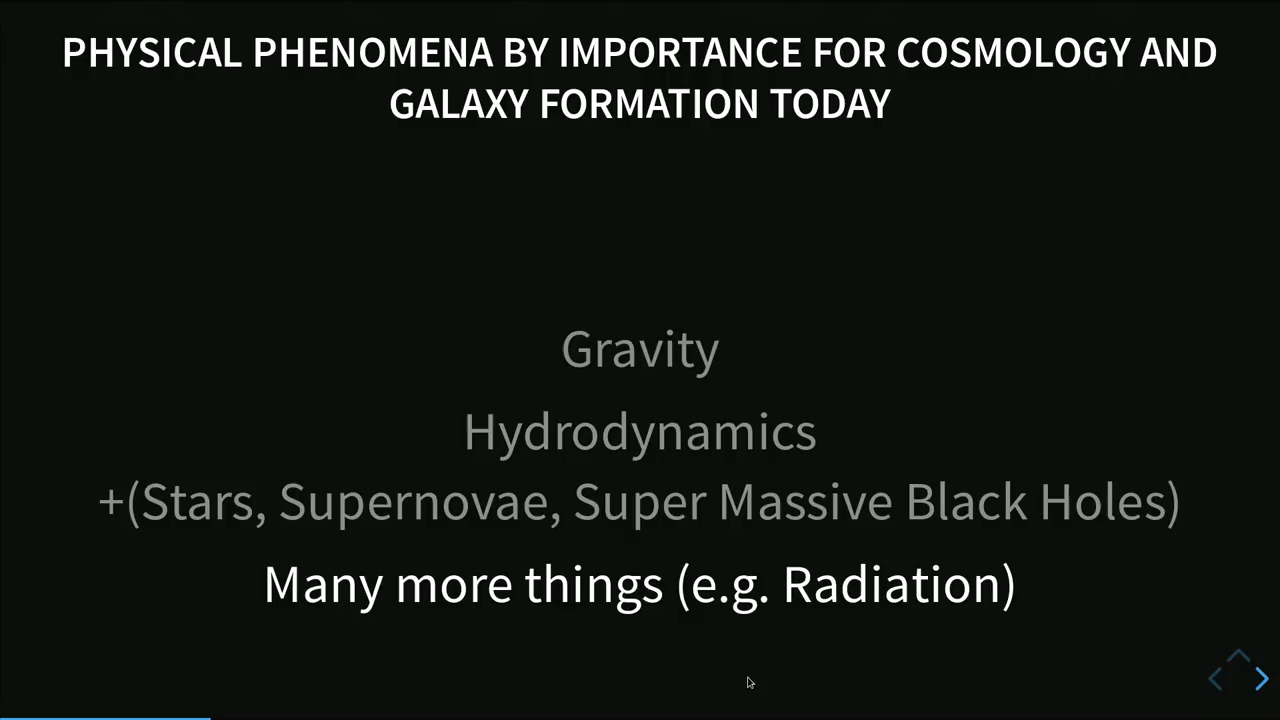 PHYSICAL PHENOMENA BY IMPORTANCE FOR COSMOLOGY AND
GALAXY FORMATION TODAY
Gravity
Hydrodynamics
+(Stars, Supernovae, Super Massive Black Holes)
Many more things (e.g. Radiation)